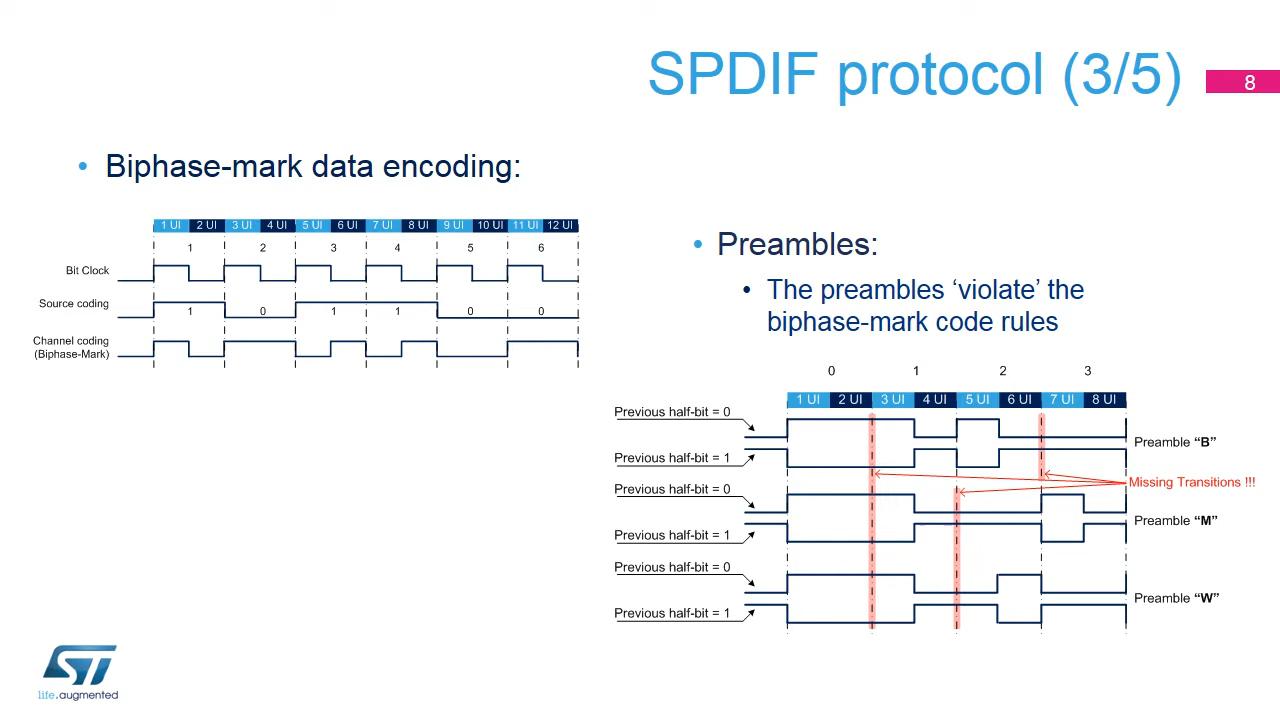 SPDIF protocol (3/5)
8
• Biphase-mark data encoding:
1 UI 2 UI 3 UI 4 UI 5 UI 6 UI 7 UI 8 UI 9 UI 10 UI 11 UI 12 UI
1 2 3 4 5 6
Bit Clock
Source coding
1 0 1 1 0 0
Channel coding
(Biphase-Mark)
• Preambles:
• The preambles ‘violate’ the
biphase-mark code rules
0 1 2 3
1 UI 2 UI 3 UI 4 UI 5 UI 6 UI 7 UI 8 UI
Previous half-bit = 0
Preamble “B”
Previous half-bit = 1
Missing Transitions !!!
Previous half-bit = 0
Preamble “M”
Previous half-bit = 1
Previous half-bit = 0
Preamble “W”
Previous half-bit = 1
ST
life.augmented